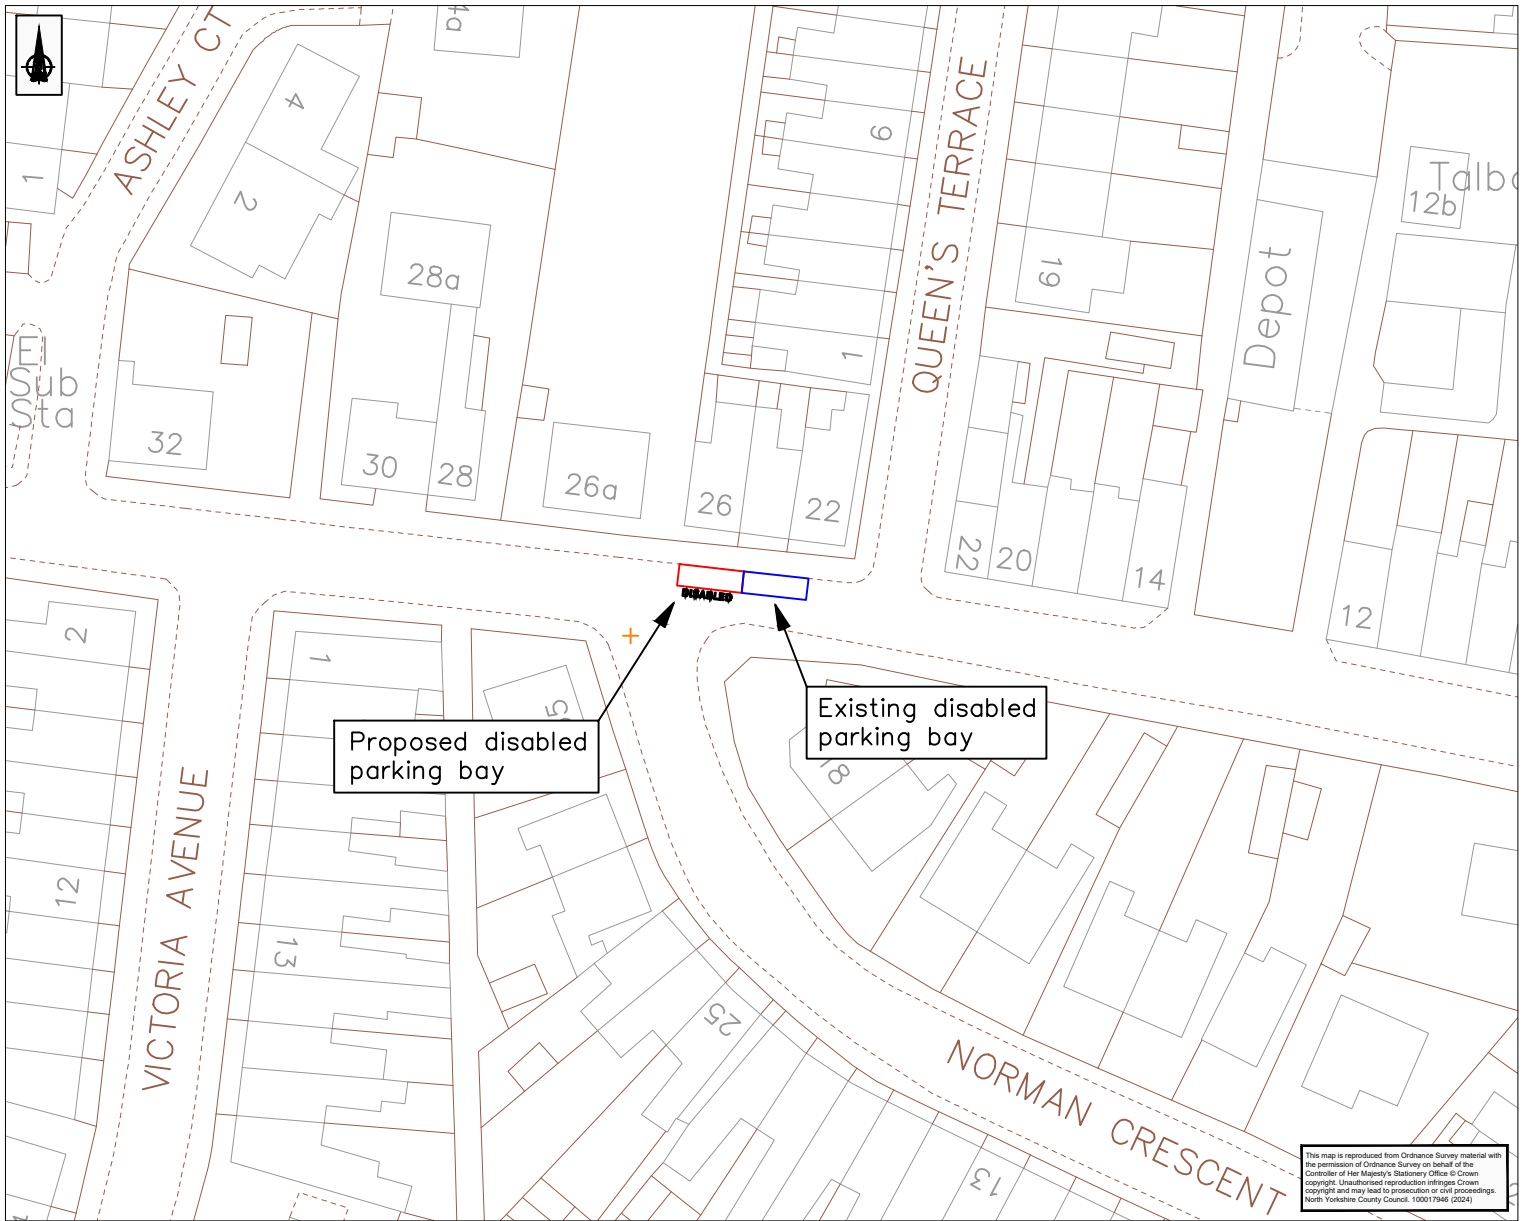 14a
ASHLEY CT
4
1
2
9
QUEEN'S TERRACE
Talbo
12b
28a
19
Depot
El
Sub
Sta
1
32
30
28
26a
26
22
22
20
14
12
DISABLED
2
1
5
Existing disabled
parking bay
Proposed disabled
parking bay
18
VICTORIA AVENUE
12
13
25
NORMAN CRESCENT
13
This map is reproduced from Ordnance Survey material with
the permission of Ordnance Survey on behalf of the
Controller of Her Majesty's Stationery Office © Crown
copyright. Unauthorised reproduction infringes Crown
copyright and may lead to prosecution or civil proceedings.
North Yorkshire County Council. 100017946 (2024)